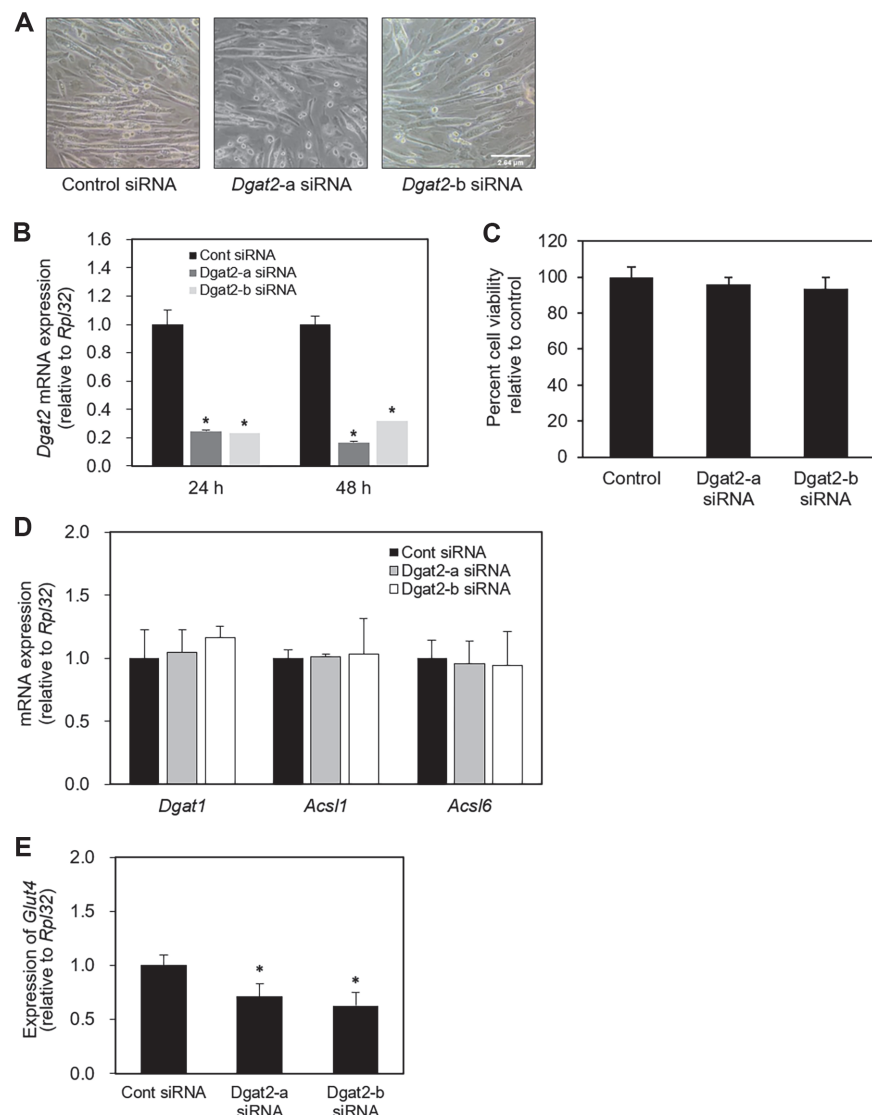 A
Control siRNA
Dgat2-a siRNA
Dgat2-b siRNA
2.64 µm
B
Dgat2 mRNA expression
(relative to Rpl32)
1.6
1.4
1.2
1.0
0.8
0.6
0.4
0.2
0.0
Cont siRNA
Dgat2-a siRNA
Dgat2-b siRNA
* *
* *
24 h
48 h
C
Percent cell viability
relative to control
120
100
80
60
40
20
0
Control
Dgat2-a
siRNA
Dgat2-b
siRNA
D
mRNA expression
(relative to Rpl32)
2.0
1.5
1.0
0.5
0.0
Cont siRNA
Dgat2-a siRNA
Dgat2-b siRNA
Dgat1
Acsl1
Acsl6
E
Expression of Glut4
(relative to Rpl32)
2.0
1.5
1.0
0.5
0.0
*
*
Cont siRNA
Dgat2-a
siRNA
Dgat2-b
siRNA